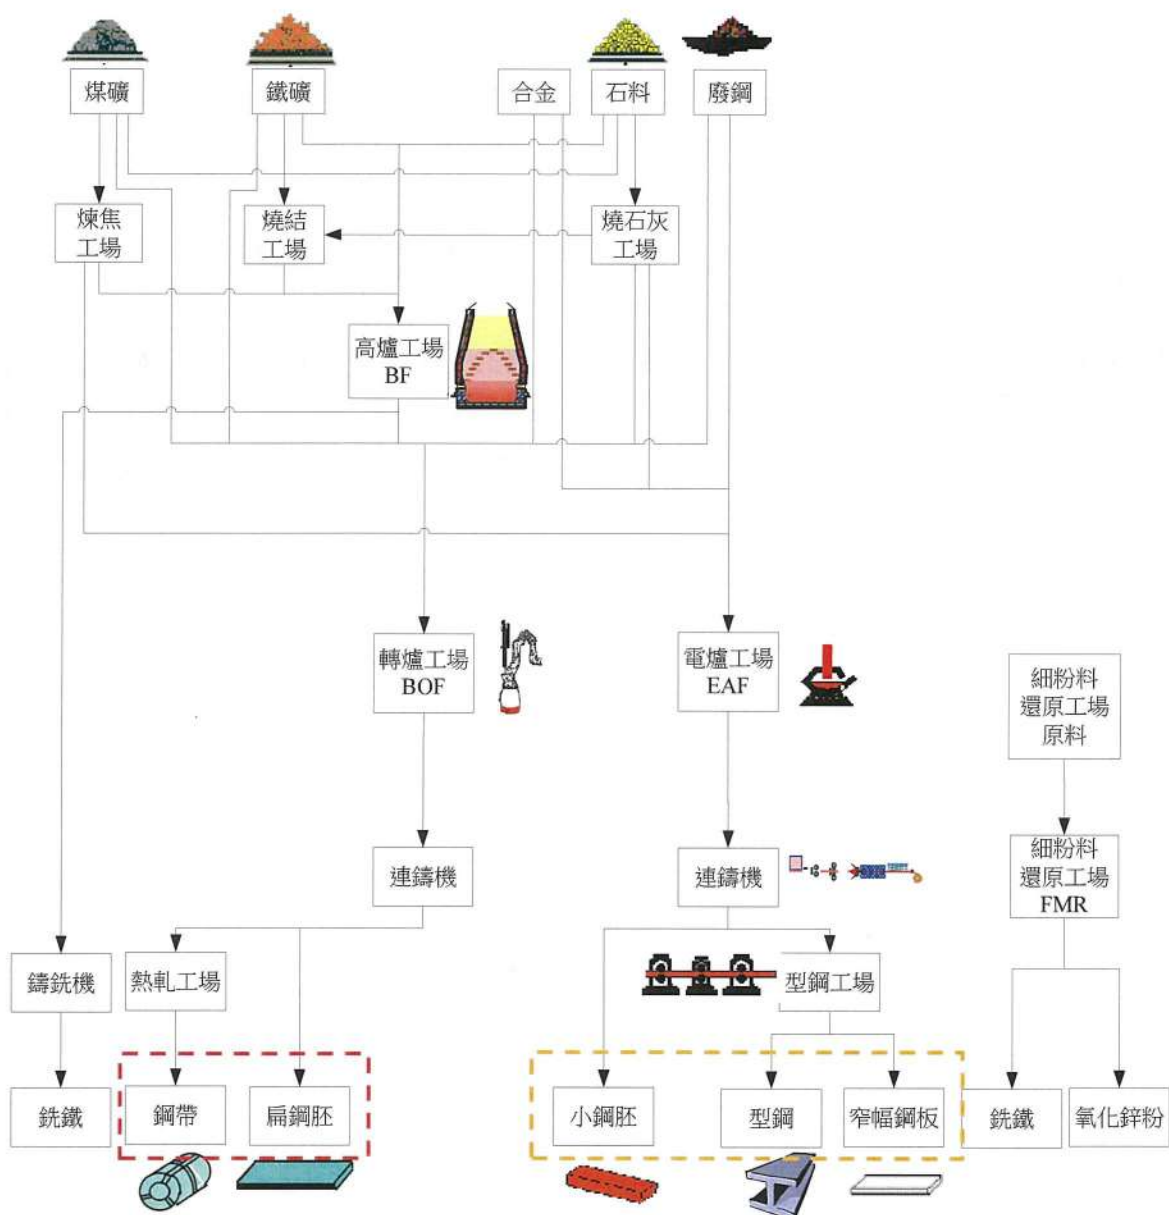 煤礦
鐵礦
合金
石料
廢鋼
煉焦
工場
燒結
工場
燒石灰
工場
高爐工場
BF
轉爐工場
BOF
電爐工場
EAF
細粉料
還原工場
原料
連鑄機
連鑄機
細粉料
還原工場
FMR
鑄銑機
熱軋工場
型鋼工場
銑鐵
鋼帶
扁鋼胚
小鋼胚
型鋼
窄幅鋼板
銑鐵
氧化鋅粉